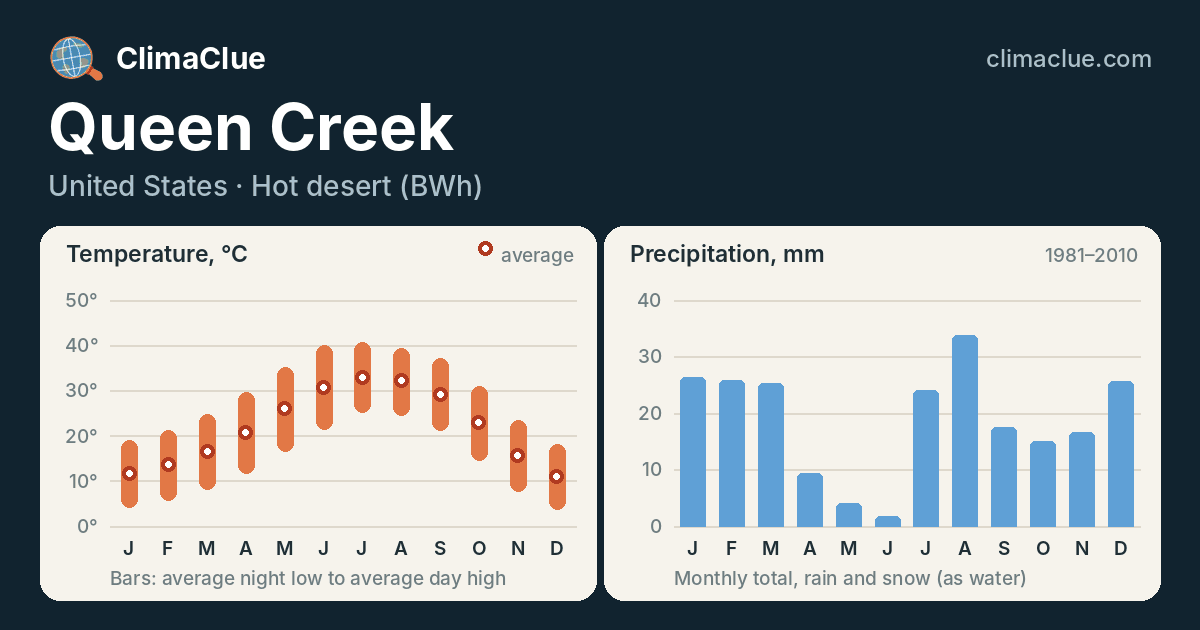 ClimaClue
climaclue.com
Queen Creek
United States · Hot desert (BWh)
Temperature, °C
average
50°
40°
30°
20°
10°
0°
J F M A M J J A S O N D
Bars: average night low to average day high
Precipitation, mm
1981–2010
40
30
20
10
0
J F M A M J J A S O N D
Monthly total, rain and snow (as water)